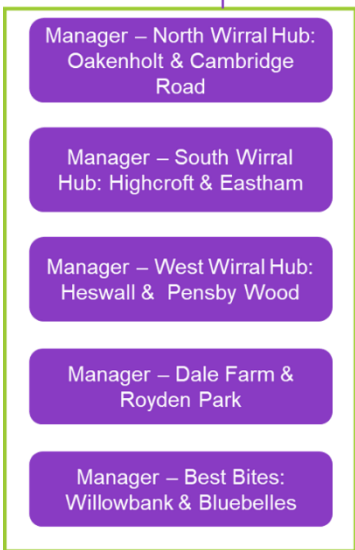 Manager – North Wirral Hub:
Oakenholt & Cambridge
Road
Manager – South Wirral
Hub: Highcroft & Eastham
Manager – West Wirral Hub:
Heswall & Pensby Wood
Manager – Dale Farm &
Royden Park
Manager – Best Bites:
Willowbank & Bluebelles